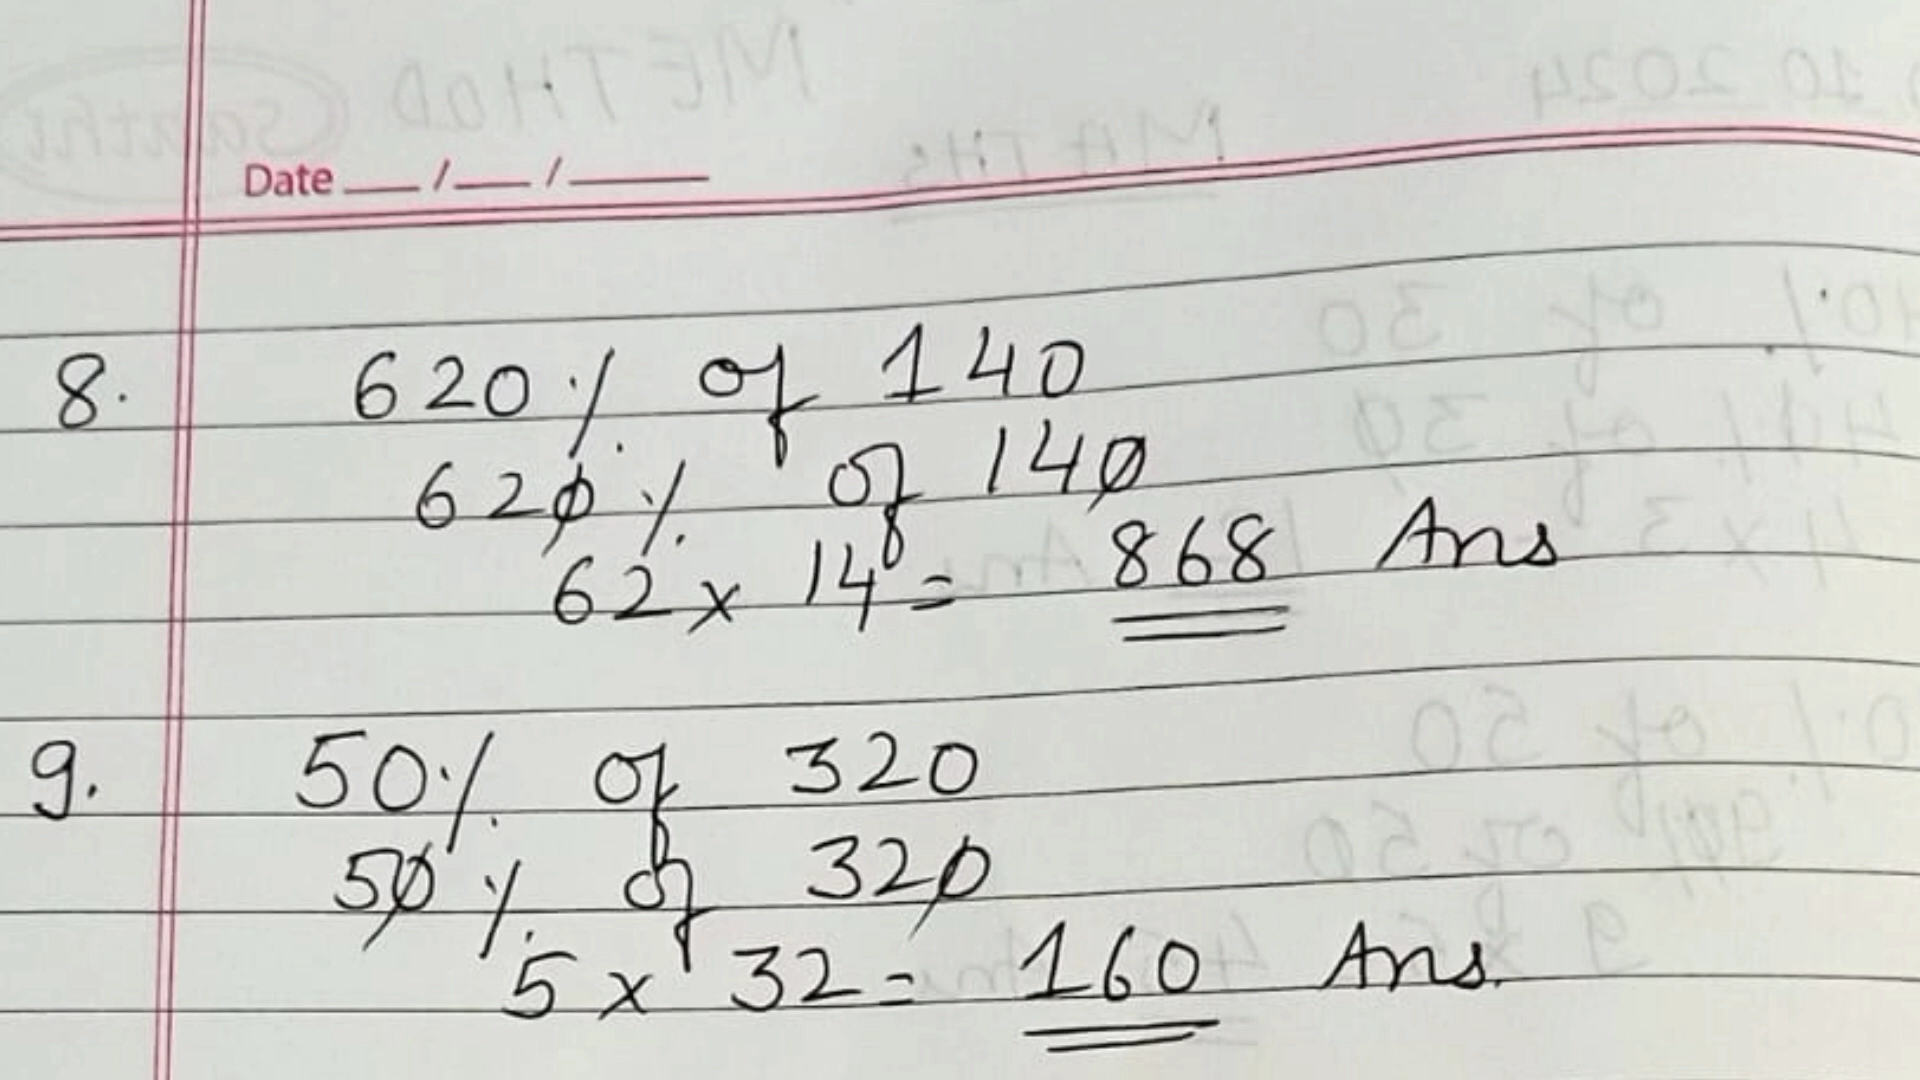 Date __/__/____
8. 620% of 140
620% of 140
62 x 14 = 868 Ans
9. 50% of 320
50% of 320
5 x 32 = 160 Ans.